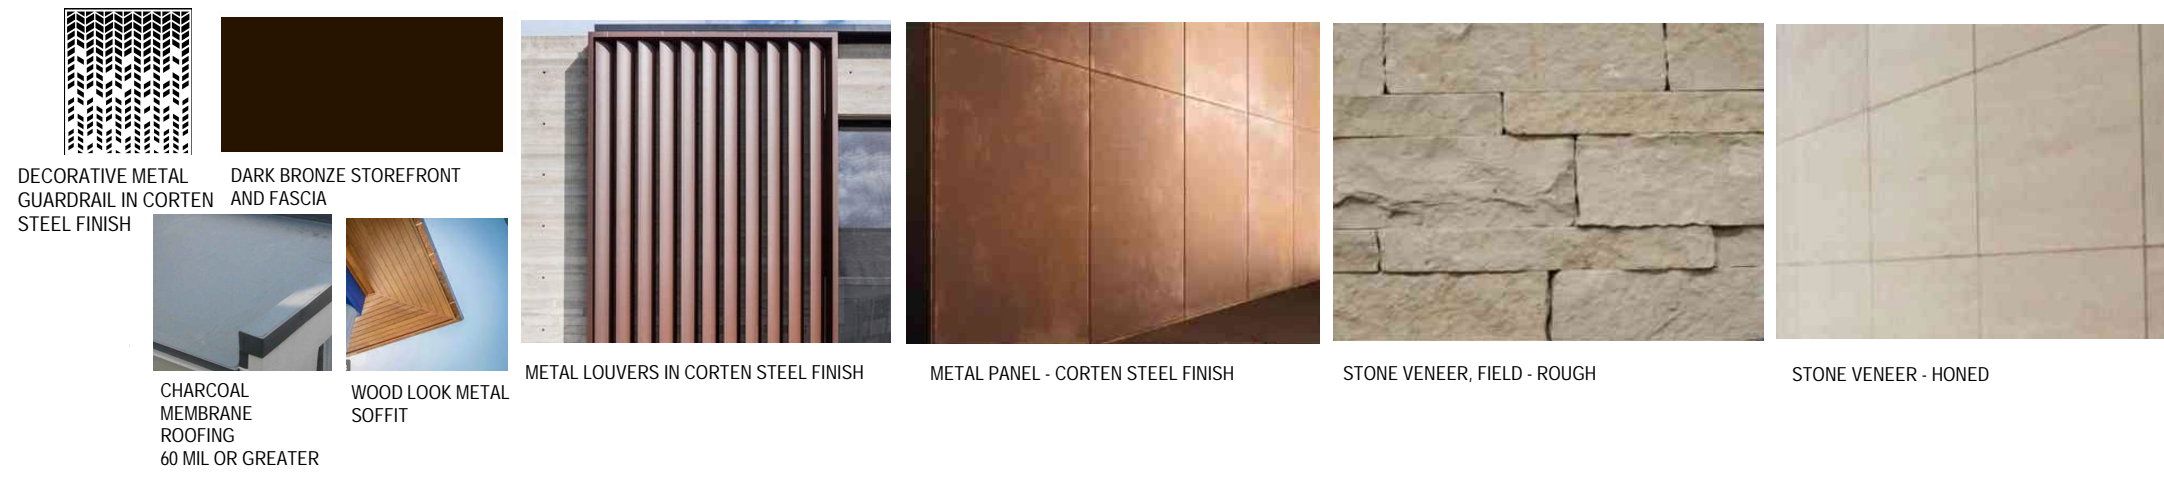 DECORATIVE METAL
GUARDRAIL IN CORTEN
STEEL FINISH
DARK BRONZE STOREFRONT
AND FASCIA
CHARCOAL
MEMBRANE
ROOFING
60 MIL OR GREATER
WOOD LOOK METAL
SOFFIT
METAL LOUVERS IN CORTEN STEEL FINISH
METAL PANEL - CORTEN STEEL FINISH
STONE VENEER, FIELD - ROUGH
STONE VENEER - HONED